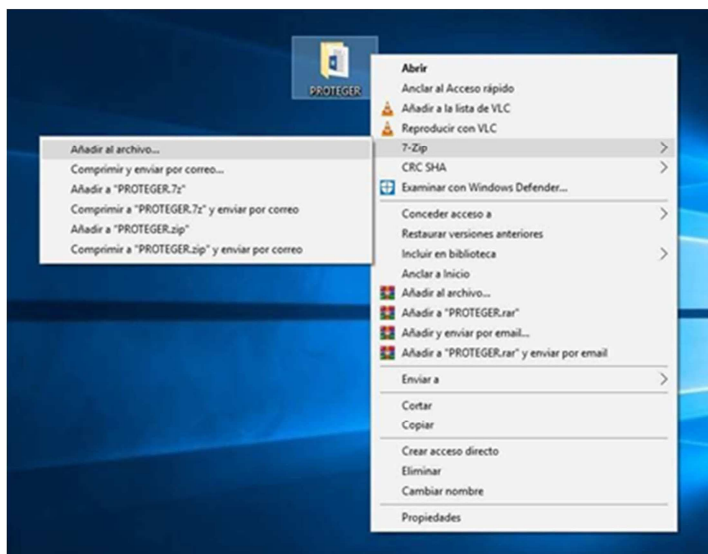 PROTEGER
Abrir
Anclar al Acceso rápido
Añadir a la lista de VLC
Reproducir con VLC
7-Zip
CRC SHA
Examinar con Windows Defender...
Conceder acceso a
Restaurar versiones anteriores
Incluir en biblioteca
Anclar a Inicio
Añadir al archivo...
Añadir a "PROTEGER.rar"
Añadir y enviar por email...
Añadir a "PROTEGER.rar" y enviar por email
Enviar a
Cortar
Copiar
Crear acceso directo
Eliminar
Cambiar nombre
Propiedades
Añadir al archivo...
Comprimir y enviar por correo...
Añadir a "PROTEGER.7z"
Comprimir a "PROTEGER.7z" y enviar por correo
Añadir a "PROTEGER.zip"
Comprimir a "PROTEGER.zip" y enviar por correo